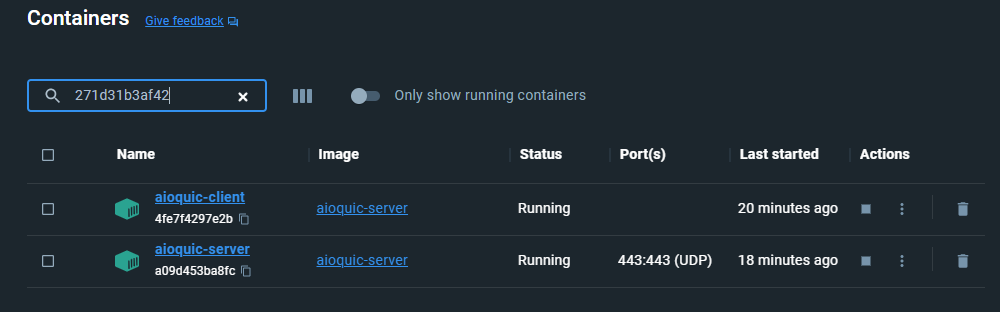 Containers Give feedback
271d31b3af42
Only show running containers
Name Image Status Port(s) Last started Actions
aioquic-client
4fe7f4297e2b
aioquic-server Running 20 minutes ago
aioquic-server
a09d453ba8fc
aioquic-server Running 443:443 (UDP) 18 minutes ago